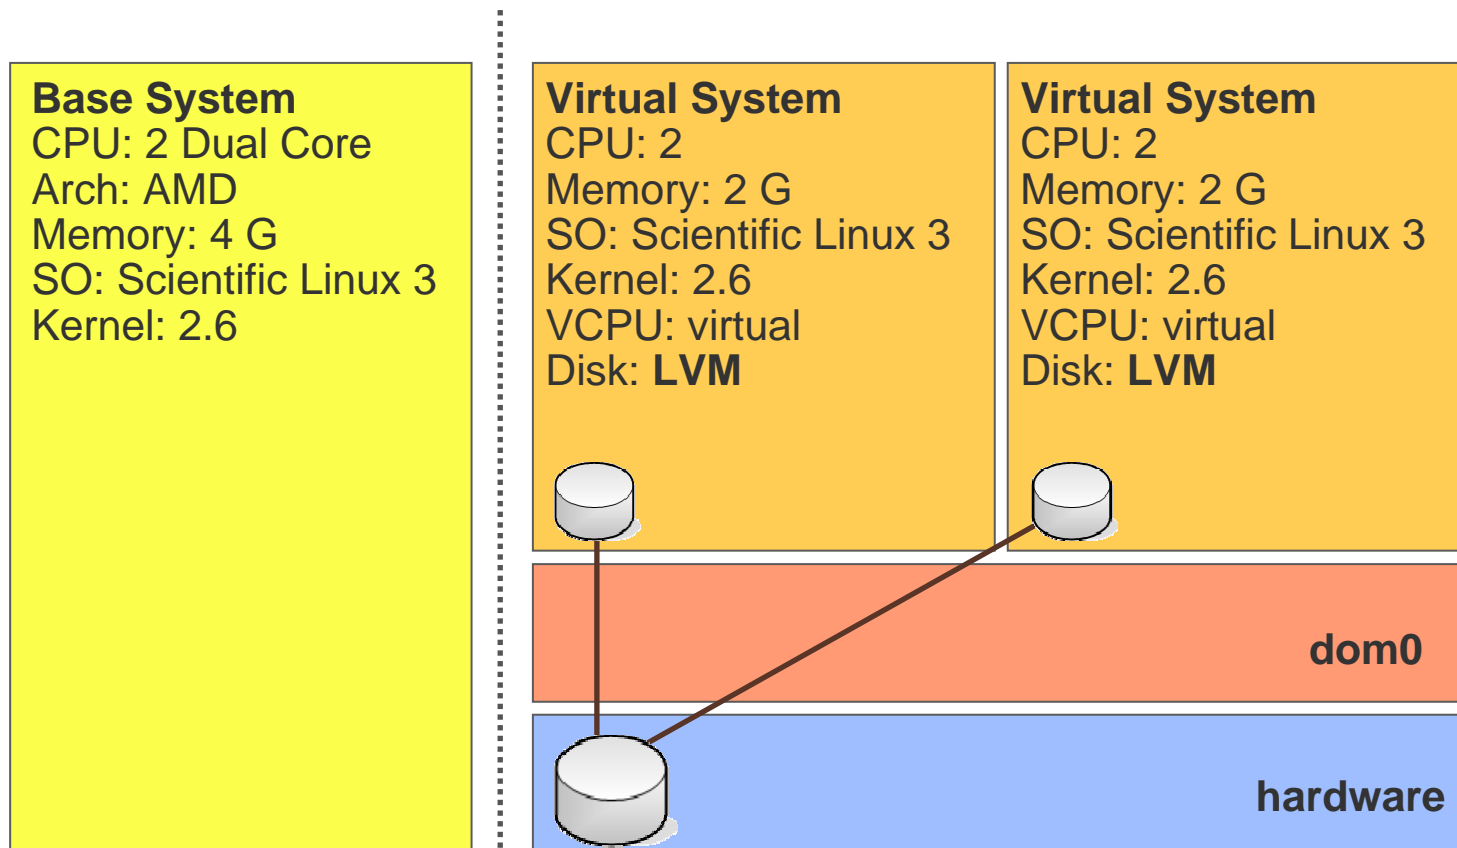 Base System
CPU: 2 Dual Core
Arch: AMD
Memory: 4 G
SO: Scientific Linux 3
Kernel: 2.6
Virtual System
CPU: 2
Memory: 2 G
SO: Scientific Linux 3
Kernel: 2.6
VCPU: virtual
Disk: LVM
Virtual System
CPU: 2
Memory: 2 G
SO: Scientific Linux 3
Kernel: 2.6
VCPU: virtual
Disk: LVM
dom0
hardware